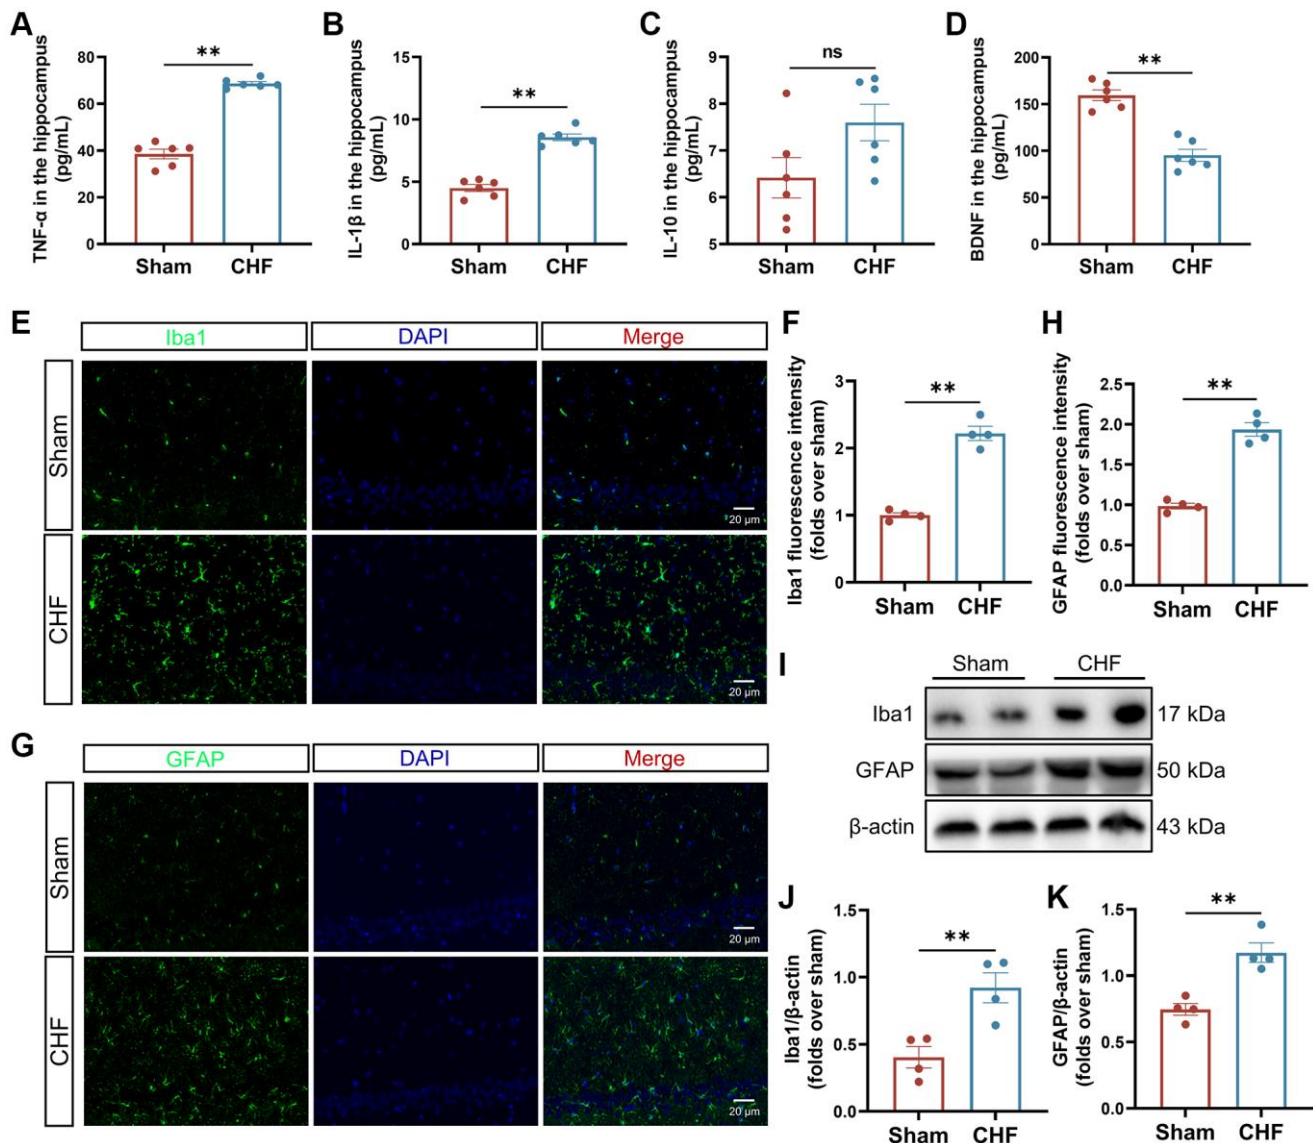 A
TNF-α in the hippocampus
(pg/mL)
80
60
40
20
0
**
Sham
CHF
B
IL-1β in the hippocampus
(pg/mL)
15
10
5
0
**
Sham
CHF
C
IL-10 in the hippocampus
(pg/mL)
9
8
7
6
5
ns
Sham
CHF
D
BDNF in the hippocampus
(pg/mL)
200
150
100
50
0
**
Sham
CHF
E
Iba1
DAPI
Merge
Sham
20 μm
CHF
20 μm
F
Iba1 fluorescence intensity
(folds over sham)
3
2
1
0
**
Sham
CHF
H
GFAP fluorescence intensity
(folds over sham)
2.5
2.0
1.5
1.0
0.5
0.0
**
Sham
CHF
G
GFAP
DAPI
Merge
Sham
20 μm
CHF
20 μm
I
Sham
CHF
Iba1
17 kDa
GFAP
50 kDa
β-actin
43 kDa
J
Iba1/β-actin
(folds over sham)
1.5
1.0
0.5
0.0
**
Sham
CHF
K
GFAP/β-actin
(folds over sham)
1.5
1.0
0.5
0.0
**
Sham
CHF